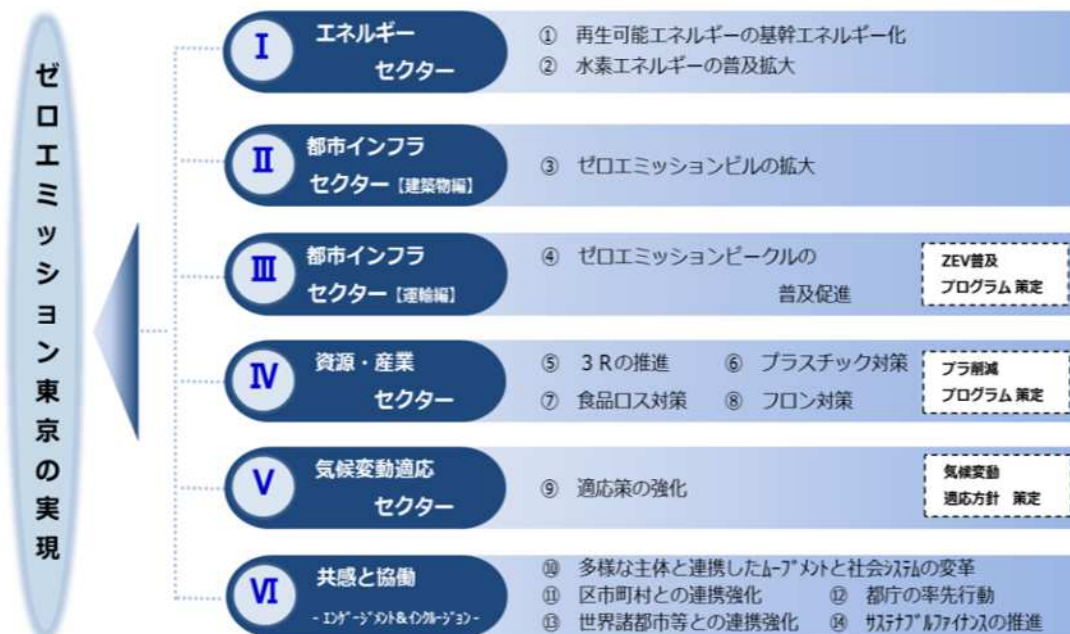 ゼロエミッション東京の実現
Ⅰ
エネルギー
セクター
① 再生可能エネルギーの基幹エネルギー化
② 水素エネルギーの普及拡大
Ⅱ
都市インフラ
セクター【建築物編】
③ ゼロエミッションビルの拡大
Ⅲ
都市インフラ
セクター【運輸編】
④ ゼロエミッションビークルの
普及促進
ZEV普及
プログラム 策定
Ⅳ
資源・産業
セクター
⑤ ３Ｒの推進 ⑥ プラスチック対策
⑦ 食品ロス対策 ⑧ フロン対策
プラ削減
プログラム 策定
Ⅴ
気候変動適応
セクター
⑨ 適応策の強化
気候変動
適応方針 策定
Ⅵ
共感と協働
- ｴﾝｹﾞｰｼﾞﾒﾝﾄ&ｲﾝｸﾙｰｼﾞｮﾝ -
⑩ 多様な主体と連携したﾑｰﾌﾞﾒﾝﾄと社会ｼｽﾃﾑの変革
⑪ 区市町村との連携強化 ⑫ 都庁の率先行動
⑬ 世界諸都市等との連携強化 ⑭ ｻｽﾃﾅﾌﾞﾙﾌｧｲﾅﾝｽの推進